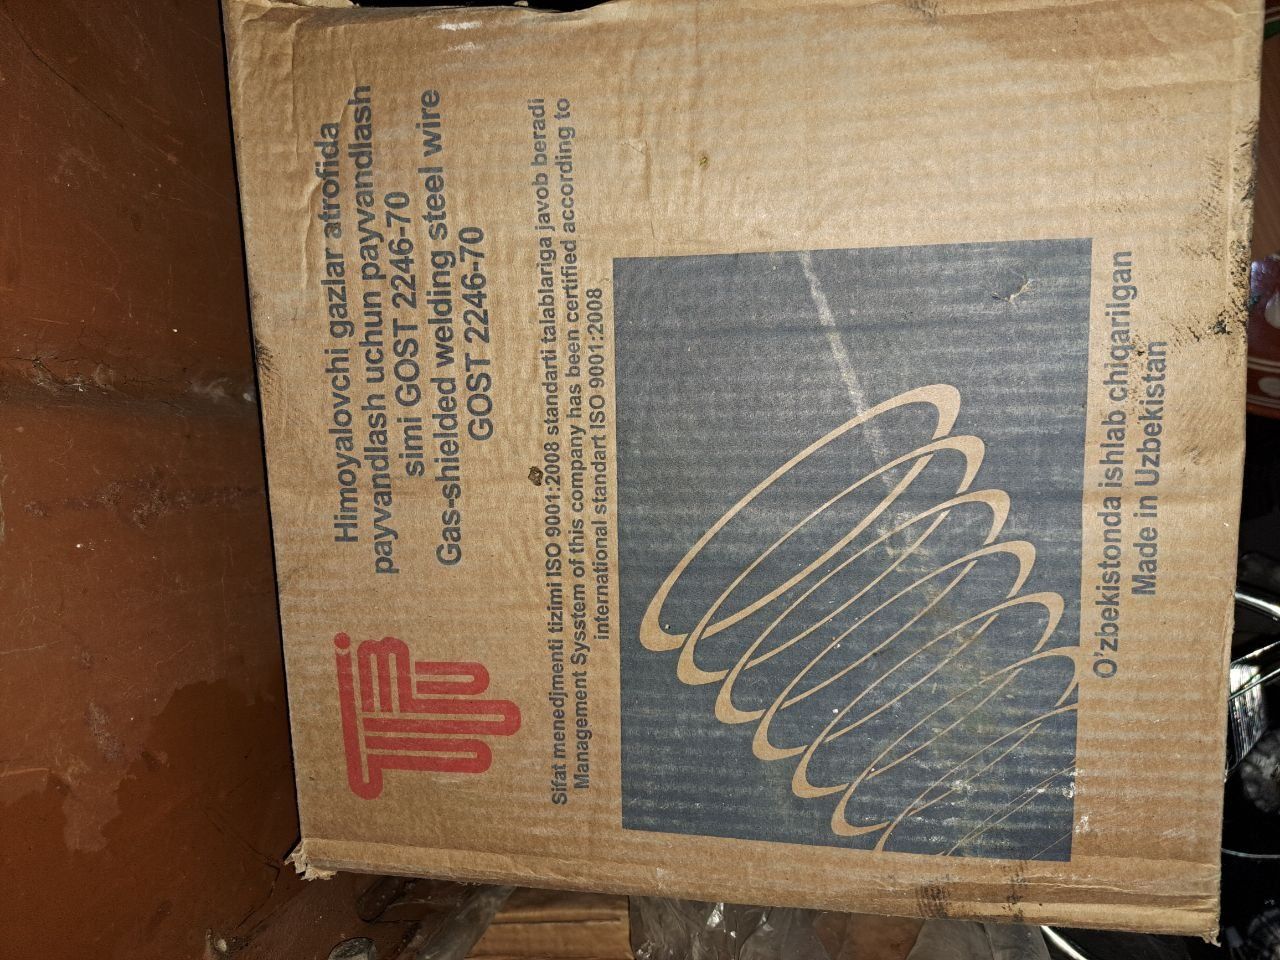 Himoyalovchi gazlar atrofida
payvandlash uchun payvandlash
simi GOST 2246-70
Gas-shielded welding steel wire
GOST 2246-70
Sifat menedjmenti tizimi ISO 9001:2008 standarti talablariga javob beradi
Management Sysstem of this company has been certified according to
international standart ISO 9001:2008
O'zbekistonda ishlab chiqarilgan
Made in Uzbekistan